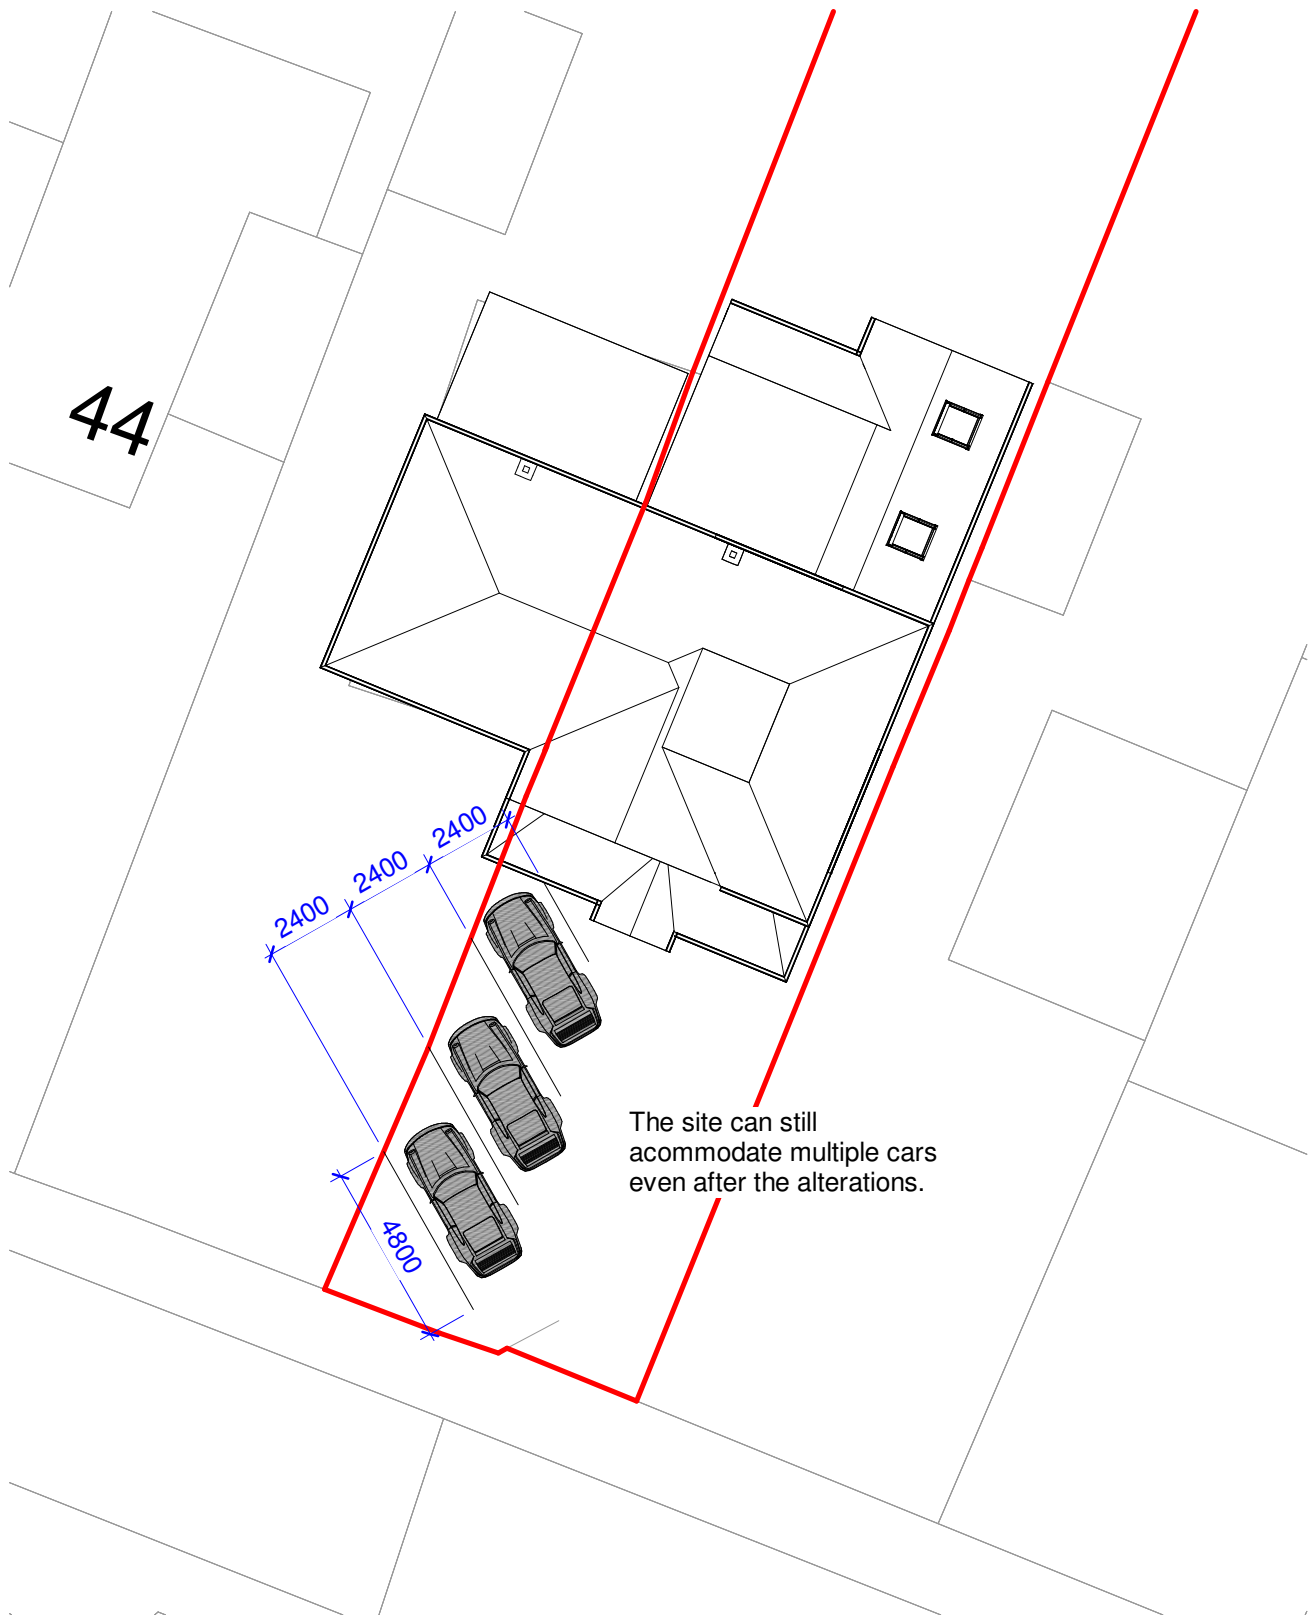 44
2400
2400
2400
4800
The site can still
acommodate multiple cars
even after the alterations.